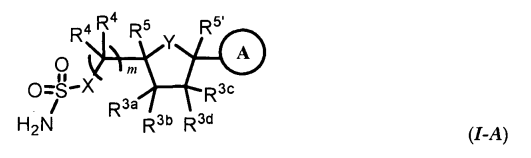 R⁴ R⁴ R⁵ R⁵'
Y A
O m
O S X
R³ᵃ R³ᶜ
H₂N R³ᵇ R³ᵈ
(I-A)